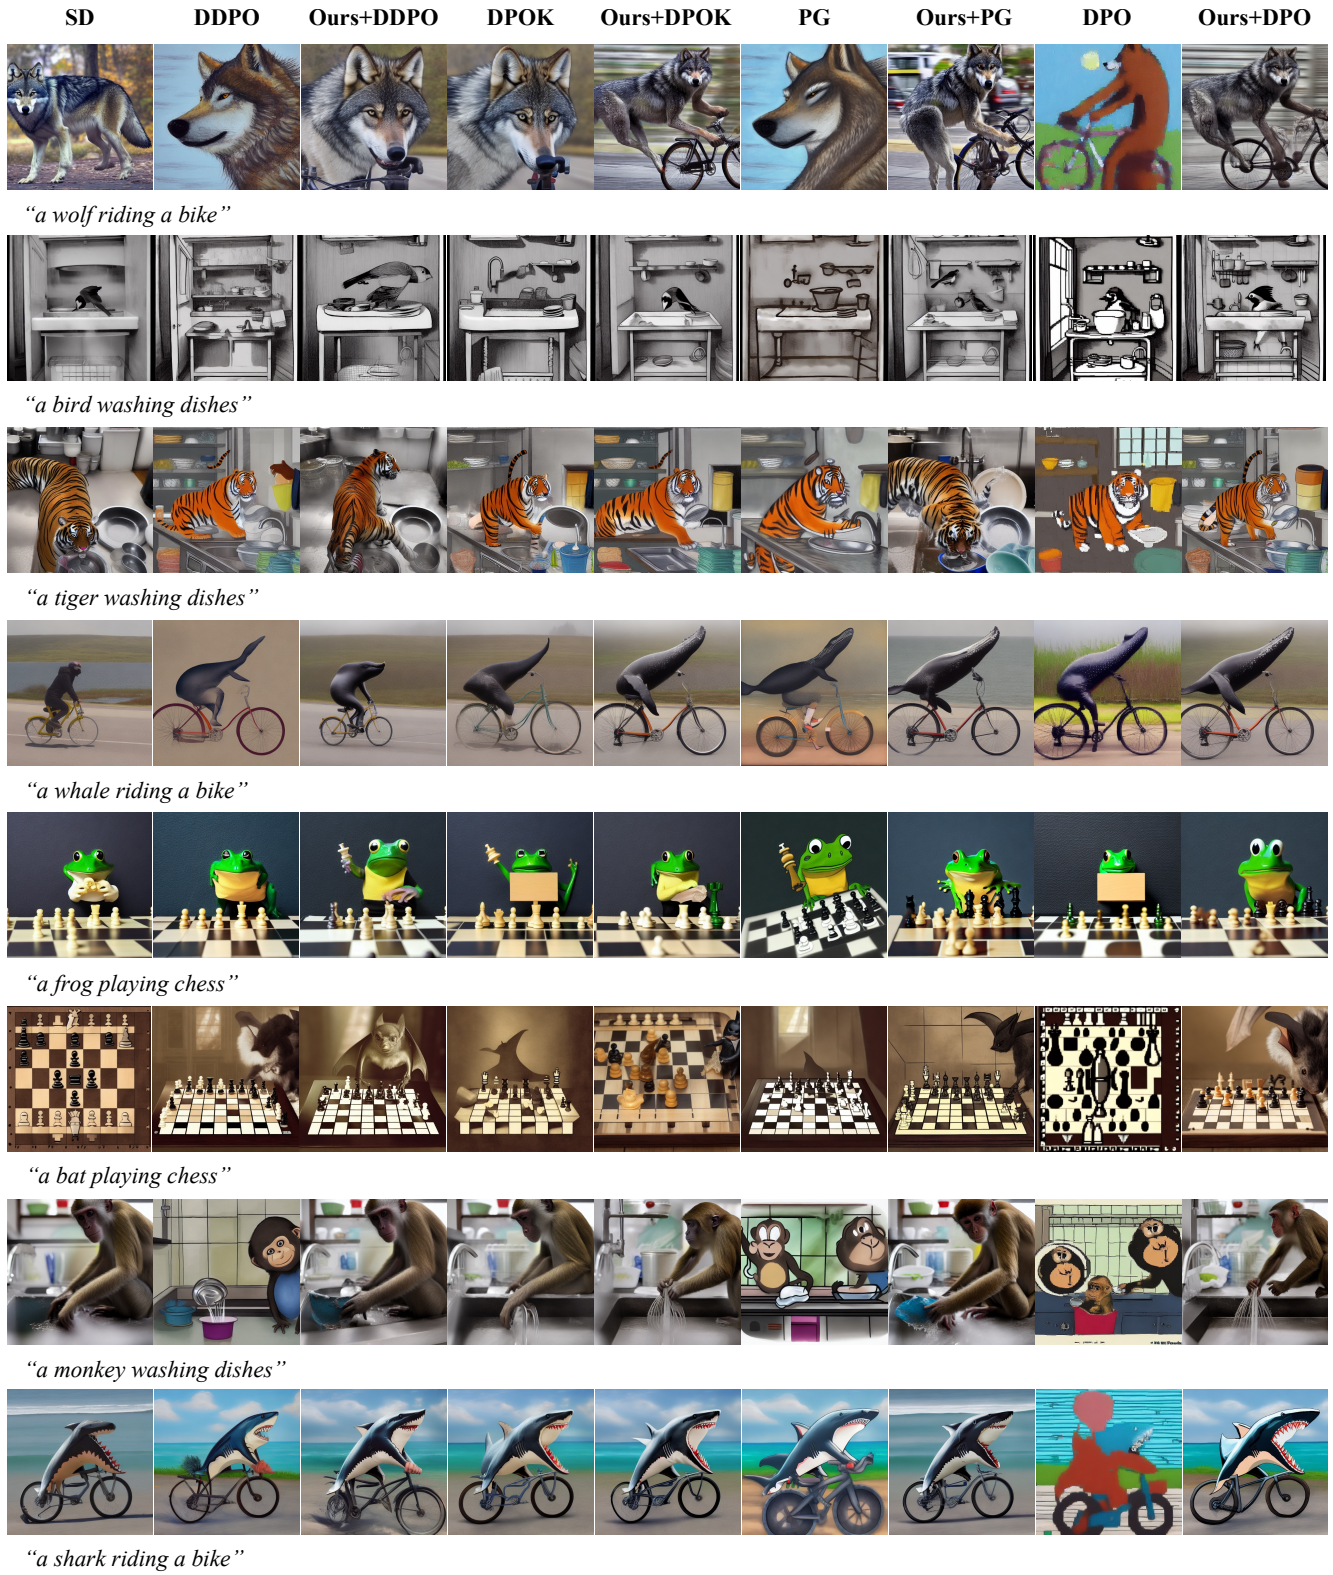 SD DDPO Ours+DDPO DPOK Ours+DPOK PG Ours+PG DPO Ours+DPO
“a wolf riding a bike”
“a bird washing dishes”
“a tiger washing dishes”
“a whale riding a bike”
“a frog playing chess”
“a bat playing chess”
“a monkey washing dishes”
“a shark riding a bike”